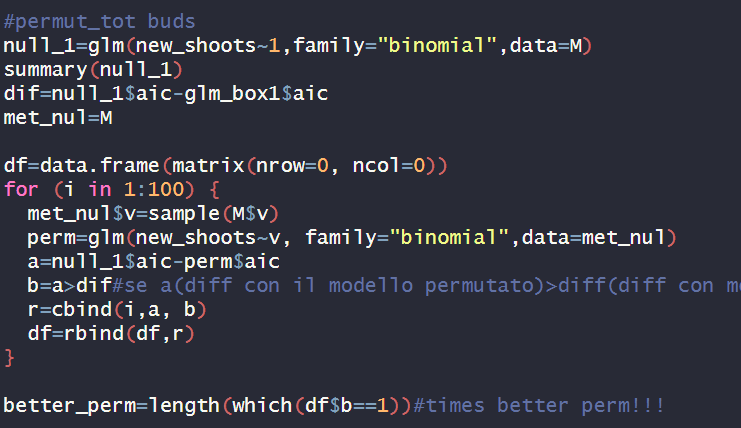 #permut_tot buds
null_1=glm(new_shoots~1,family="binomial",data=M)
summary(null_1)
dif=null_1$aic-glm_box1$aic
met_nul=M
df=data.frame(matrix(nrow=0, ncol=0))
for (i in 1:100) {
  met_nul$v=sample(M$v)
  perm=glm(new_shoots~v, family="binomial",data=met_nul)
  a=null_1$aic-perm$aic
  b=a>dif#se a(diff con il modello permutato)>diff(diff con
  r=cbind(i,a, b)
  df=rbind(df,r)
}
better_perm=length(which(df$b==1))#times better perm!!!